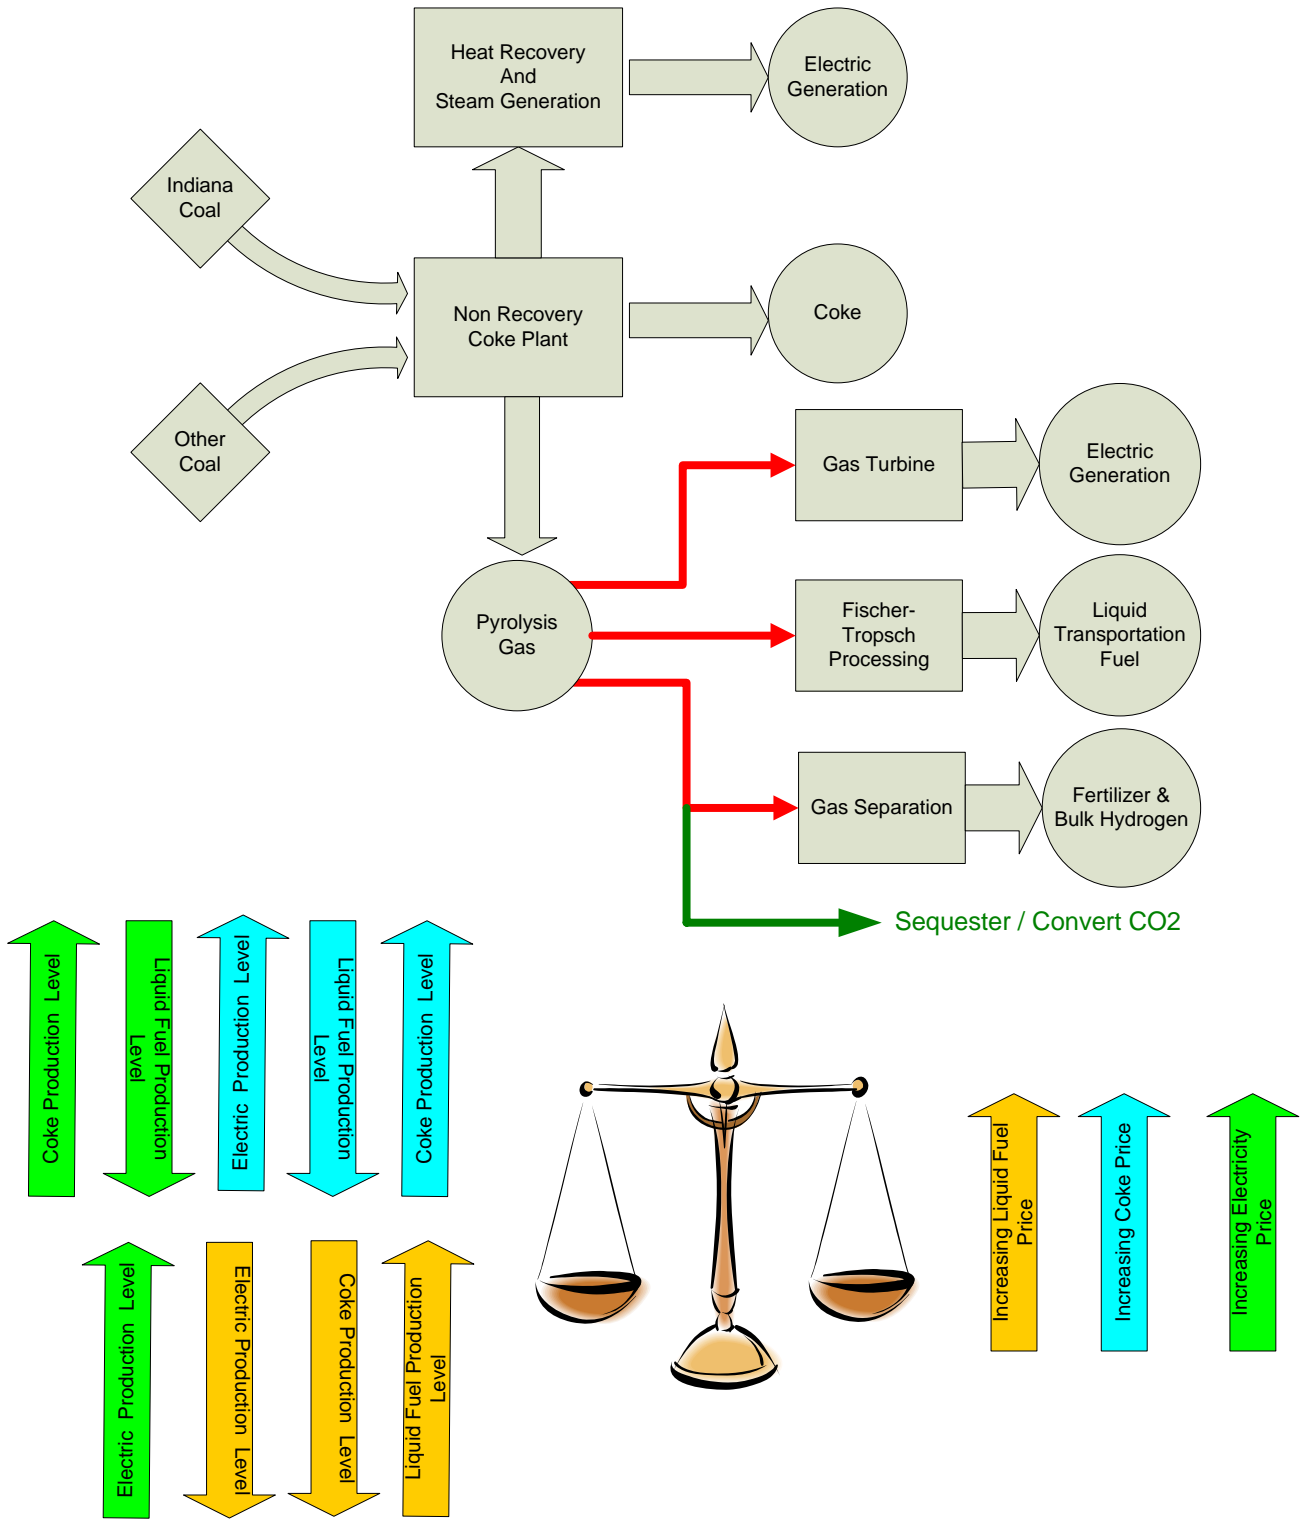 Heat Recovery
And
Steam Generation
Electric
Generation
Indiana
Coal
Non Recovery
Coke Plant
Coke
Other
Coal
Gas Turbine
Electric
Generation
Pyrolysis
Gas
Fischer-
Tropsch
Processing
Liquid
Transportation
Fuel
Gas Separation
Fertilizer &
Bulk Hydrogen
Sequester / Convert CO2
Coke Production Level
Liquid Fuel Production
Level
Electric Production Level
Liquid Fuel Production
Level
Coke Production Level
Electric Production Level
Electric Production Level
Coke Production Level
Liquid Fuel Production
Level
Increasing Liquid Fuel
Price
Increasing Coke Price
Increasing Electricity
Price